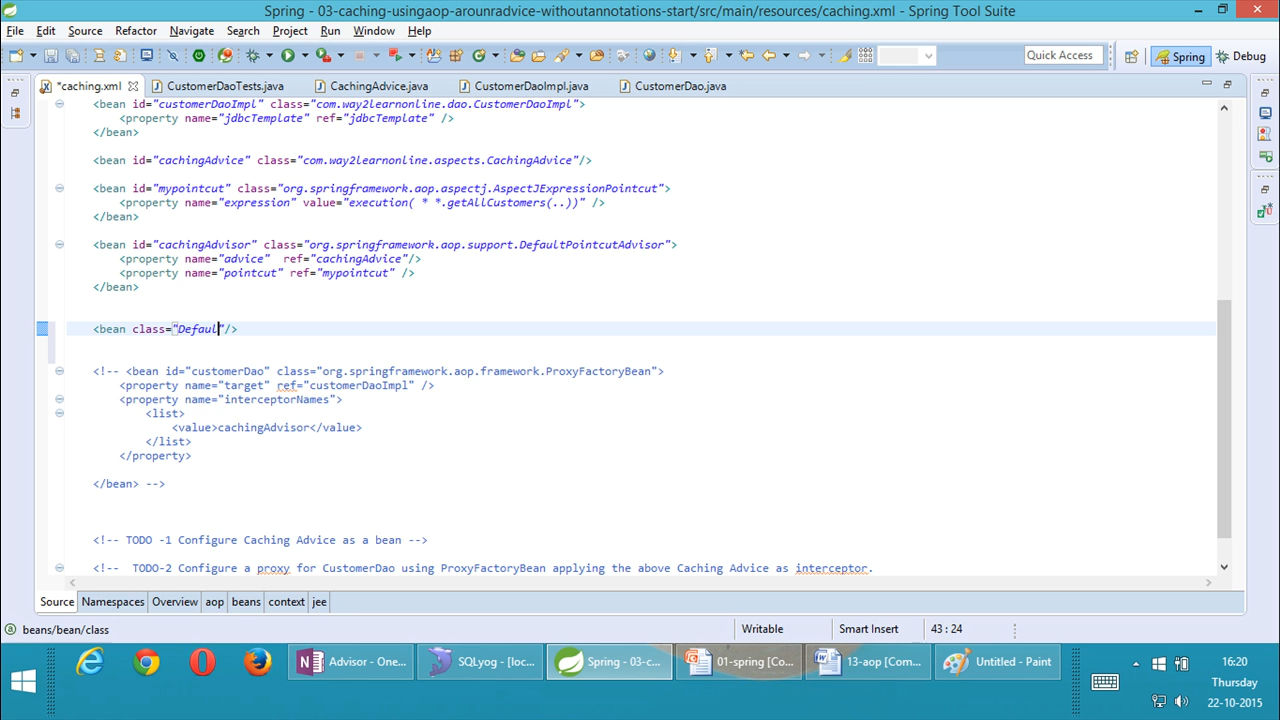 Spring - 03-caching-usingaop-arounradvice-withoutannotations-start/src/main/resources/caching.xml - Spring Tool Suite
File Edit Source Refactor Navigate Search Project Run Window Help
Quick Access Spring Debug
*caching.xml CustomerDaoTests.java CachingAdvice.java CustomerDaoImpl.java CustomerDao.java
<bean id="customerDaoImpl" class="com.way2learnonline.dao.CustomerDaoImpl">
<property name="jdbcTemplate" ref="jdbcTemplate" />
</bean>
<bean id="cachingAdvice" class="com.way2learnonline.aspects.CachingAdvice"/>
<bean id="mypointcut" class="org.springframework.aop.aspectj.AspectJExpressionPointcut">
<property name="expression" value="execution( * *.getAllCustomers(..))" />
</bean>
<bean id="cachingAdvisor" class="org.springframework.aop.support.DefaultPointcutAdvisor">
<property name="advice"  ref="cachingAdvice"/>
<property name="pointcut" ref="mypointcut" />
</bean>
<bean class="Defaul"/>
<!-- <bean id="customerDao" class="org.springframework.aop.framework.ProxyFactoryBean">
<property name="target" ref="customerDaoImpl" />
<property name="interceptorNames">
<list>
<value>cachingAdvisor</value>
</list>
</property>
</bean> -->
<!-- TODO -1 Configure Caching Advice as a bean -->
<!--  TODO-2 Configure a proxy for CustomerDao using ProxyFactoryBean applying the above Caching Advice as interceptor.
Source Namespaces Overview aop beans context jee
beans/bean/class Writable Smart Insert 43 : 24
Advisor - One... SQLyog - [loc... Spring - 03-c... 01-spring [Co... 13-aop [Com... Untitled - Paint
16:20
Thursday
22-10-2015